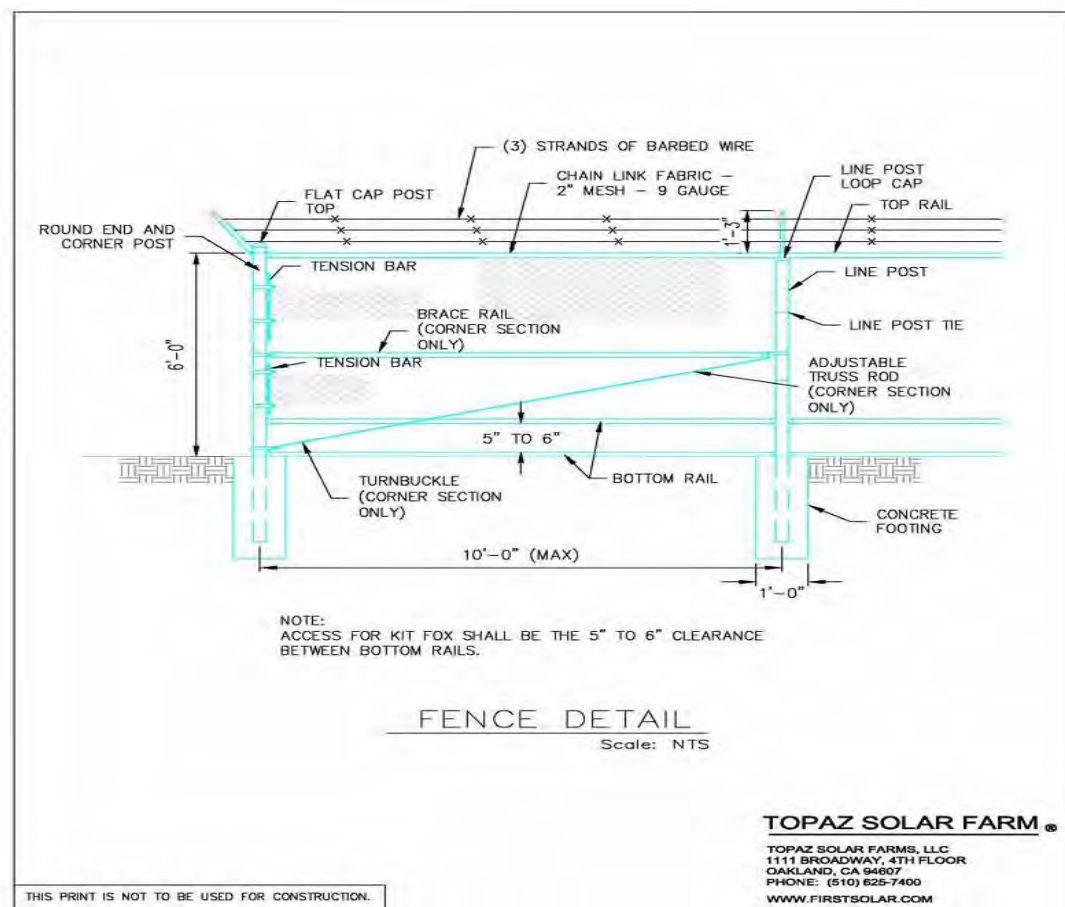 (3) STRANDS OF BARBED WIRE
CHAIN LINK FABRIC –
2" MESH – 9 GAUGE
LINE POST
LOOP CAP
FLAT CAP POST
TOP
TOP RAIL
ROUND END AND
CORNER POST
1'-3"
TENSION BAR
LINE POST
BRACE RAIL
(CORNER SECTION
ONLY)
LINE POST TIE
6'-0"
TENSION BAR
ADJUSTABLE
TRUSS ROD
(CORNER SECTION
ONLY)
5" TO 6"
TURNBUCKLE
(CORNER SECTION
ONLY)
BOTTOM RAIL
CONCRETE
FOOTING
10'-0" (MAX)
1'-0"
NOTE:
ACCESS FOR KIT FOX SHALL BE THE 5" TO 6" CLEARANCE
BETWEEN BOTTOM RAILS.
FENCE DETAIL
Scale: NTS
TOPAZ SOLAR FARM ®
TOPAZ SOLAR FARMS, LLC
1111 BROADWAY, 4TH FLOOR
OAKLAND, CA 94607
PHONE: (510) 625-7400
WWW.FIRSTSOLAR.COM
THIS PRINT IS NOT TO BE USED FOR CONSTRUCTION.